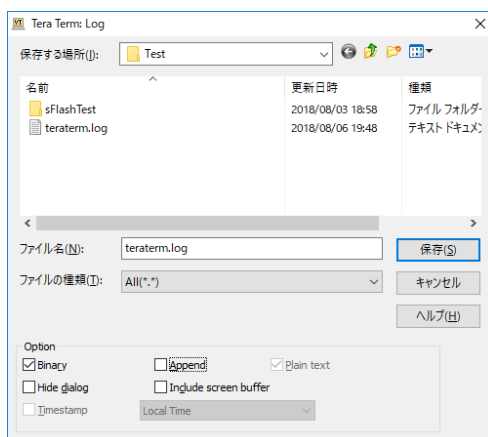 Tera Term: Log
保存する場所(I):
Test
名前
更新日時
種類
sFlashTest
2018/08/03 18:58
ファイル フォルダー
teraterm.log
2018/08/06 19:48
テキスト ドキュメ
ファイル名(N):
teraterm.log
保存(S)
ファイルの種類(T):
All(*.*)
キャンセル
ヘルプ(H)
Option
Binary
Append
Plain text
Hide dialog
Include screen buffer
Timestamp
Local Time